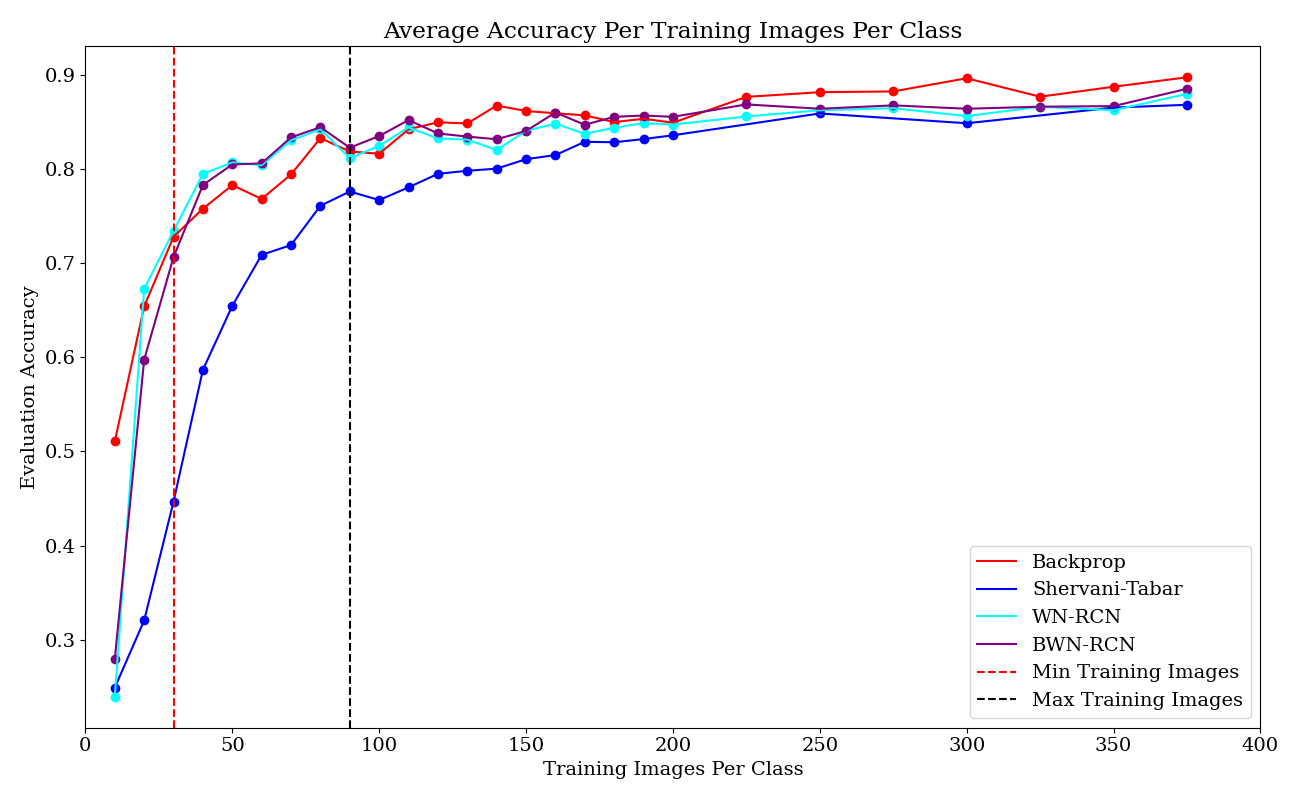 Average Accuracy Per Training Images Per Class
0.9
0.8
0.7
0.6
0.5
0.4
0.3
Evaluation Accuracy
0 50 100 150 200 250 300 350 400
Training Images Per Class
Backprop
Shervani-Tabar
WN-RCN
BWN-RCN
Min Training Images
Max Training Images